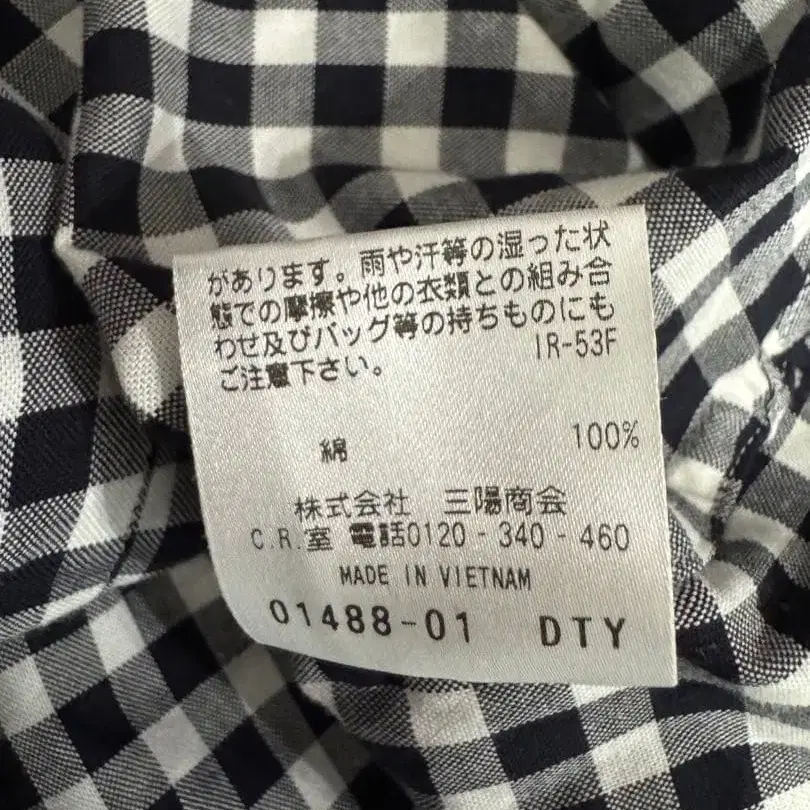 があります。雨や汗等の湿った状
態での摩擦や他の衣類との組み合
わせ及びバッグ等の持ちものにも
ご注意下さい。 IR-53F
綿 100%
株式会社 三陽商会
C.R.室 電話0120-340-460
MADE IN VIETNAM
01488-01 DTY